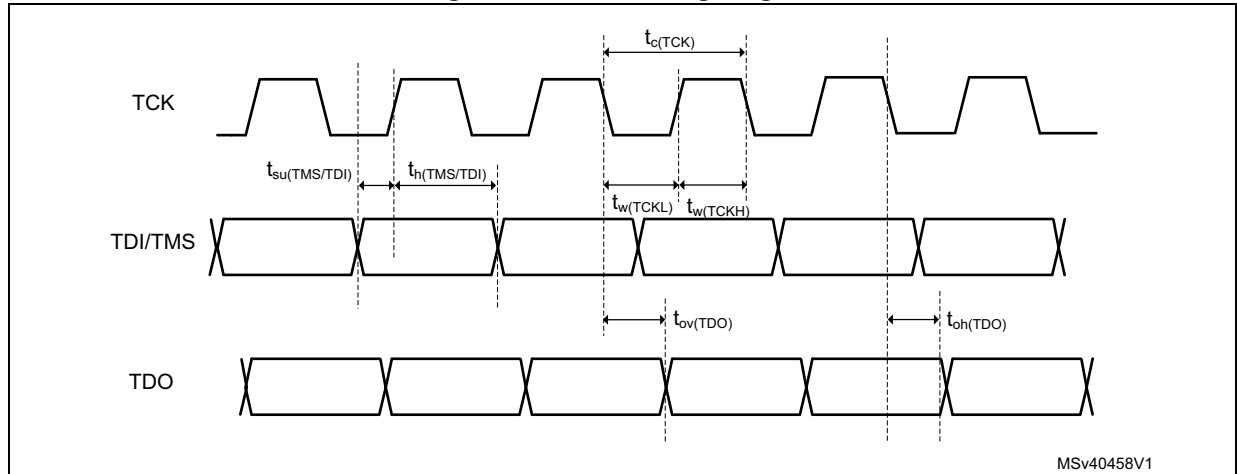 tc(TCK)
TCK
tsu(TMS/TDI) th(TMS/TDI)
tw(TCKL) tw(TCKH)
TDI/TMS
tov(TDO) toh(TDO)
TDO
MSv40458V1